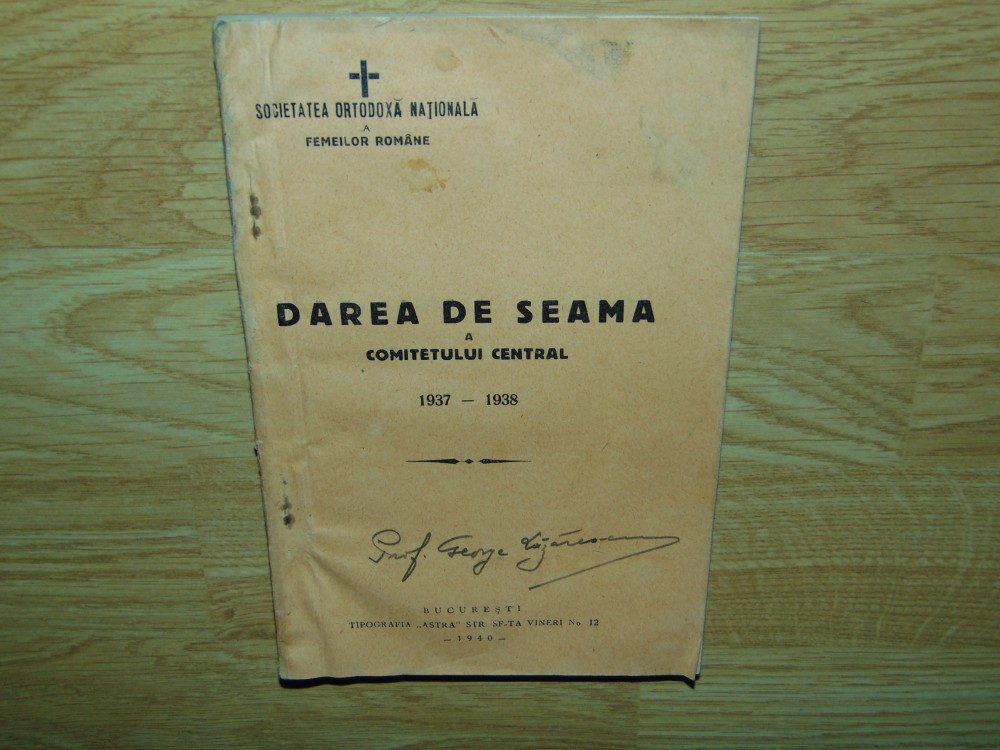 SOCIETATEA ORTODOXĂ NAȚIONALĂ
A
FEMEILOR ROMÂNE
DAREA DE SEAMA
A
COMITETULUI CENTRAL
1937 — 1938
Prof. George Lăzărescu
BUCUREȘTI
TIPOGRAFIA „ASTRA" STR. SF-TA VINERI No. 12
— 1940 —